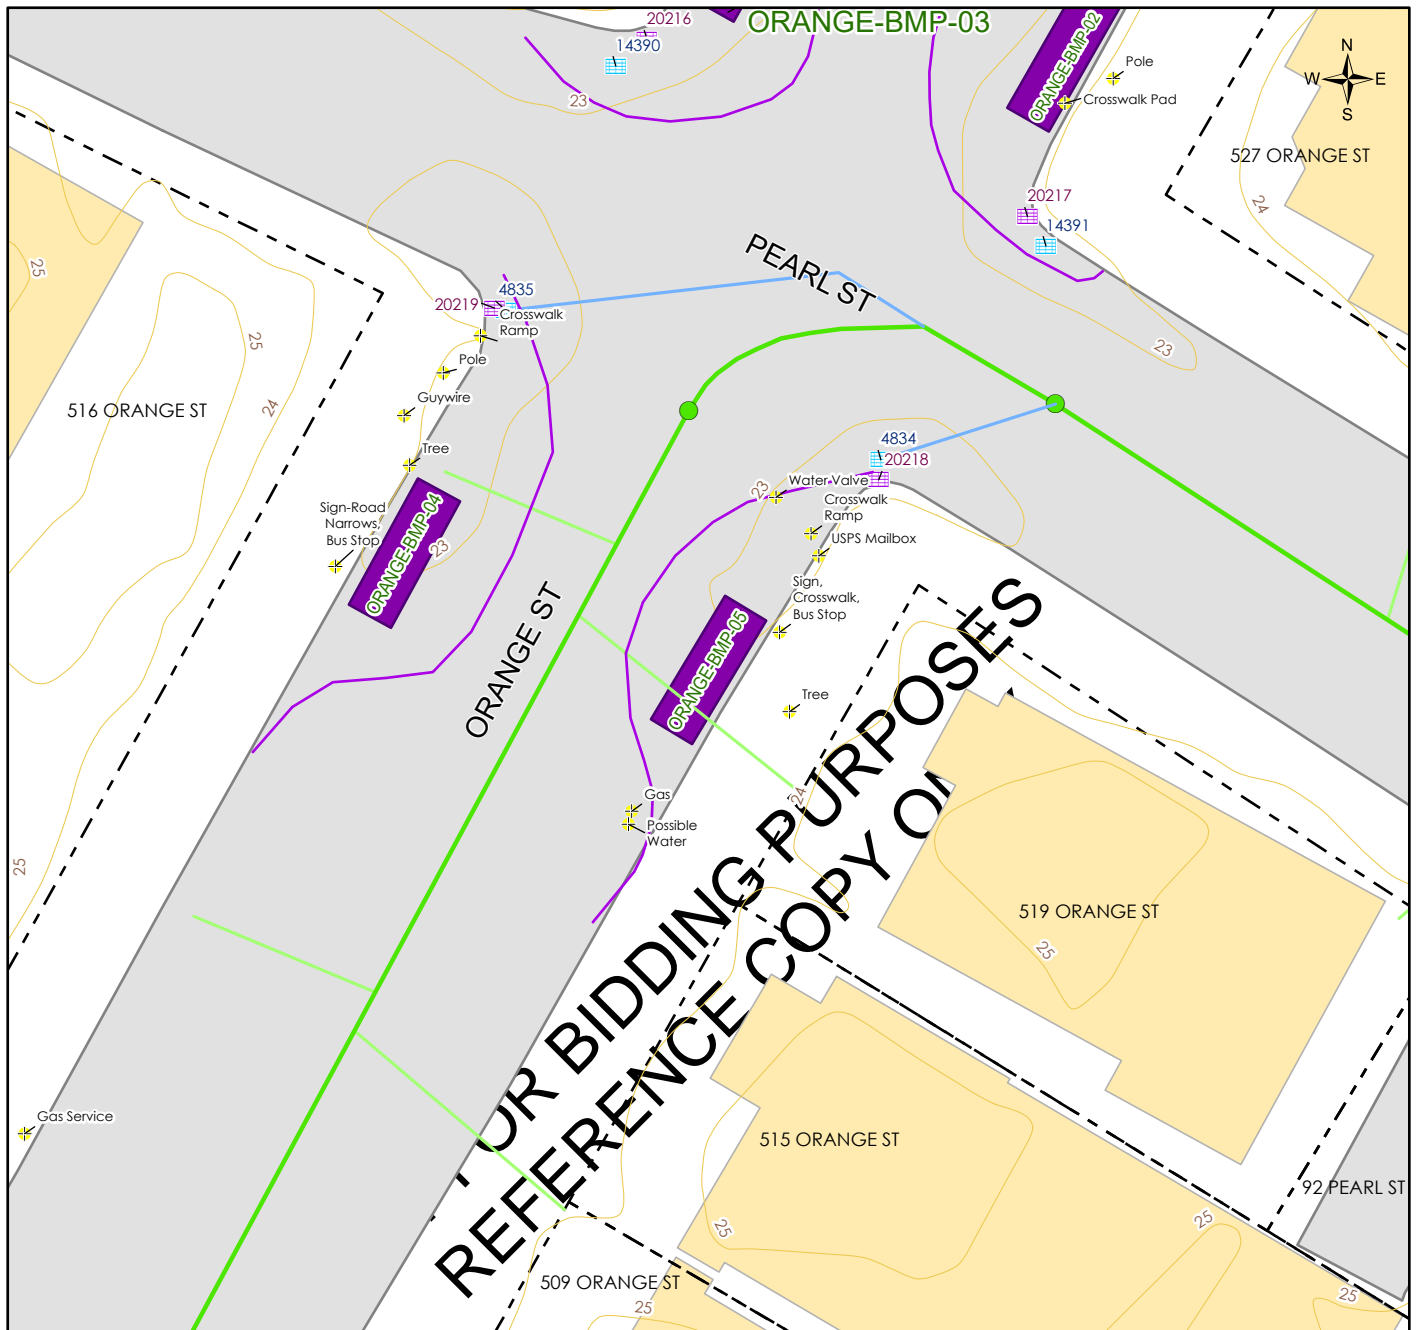 20216
ORANGE-BMP-03
14390
ORANGE-BMP-02
Pole
Crosswalk Pad
N
W
E
S
23
527 ORANGE ST
24
20217
14391
25
PEARL ST
20219
4835
Crosswalk
Ramp
23
25
Pole
24
516 ORANGE ST
Guywire
Tree
4834
20218
Water Valve
23
Crosswalk
Ramp
Sign-Road
Narrows,
Bus Stop
ORANGE-BMP-04
23
USPS Mailbox
Sign,
Crosswalk,
Bus Stop
ORANGE ST
ORANGE-BMP-05
Tree
Gas
Possible
Water
24
25
OR BIDDING PURPOSES
REFERENCE COPY ON
519 ORANGE ST
25
Gas Service
515 ORANGE ST
92 PEARL ST
25
25
509 ORANGE ST
25
25